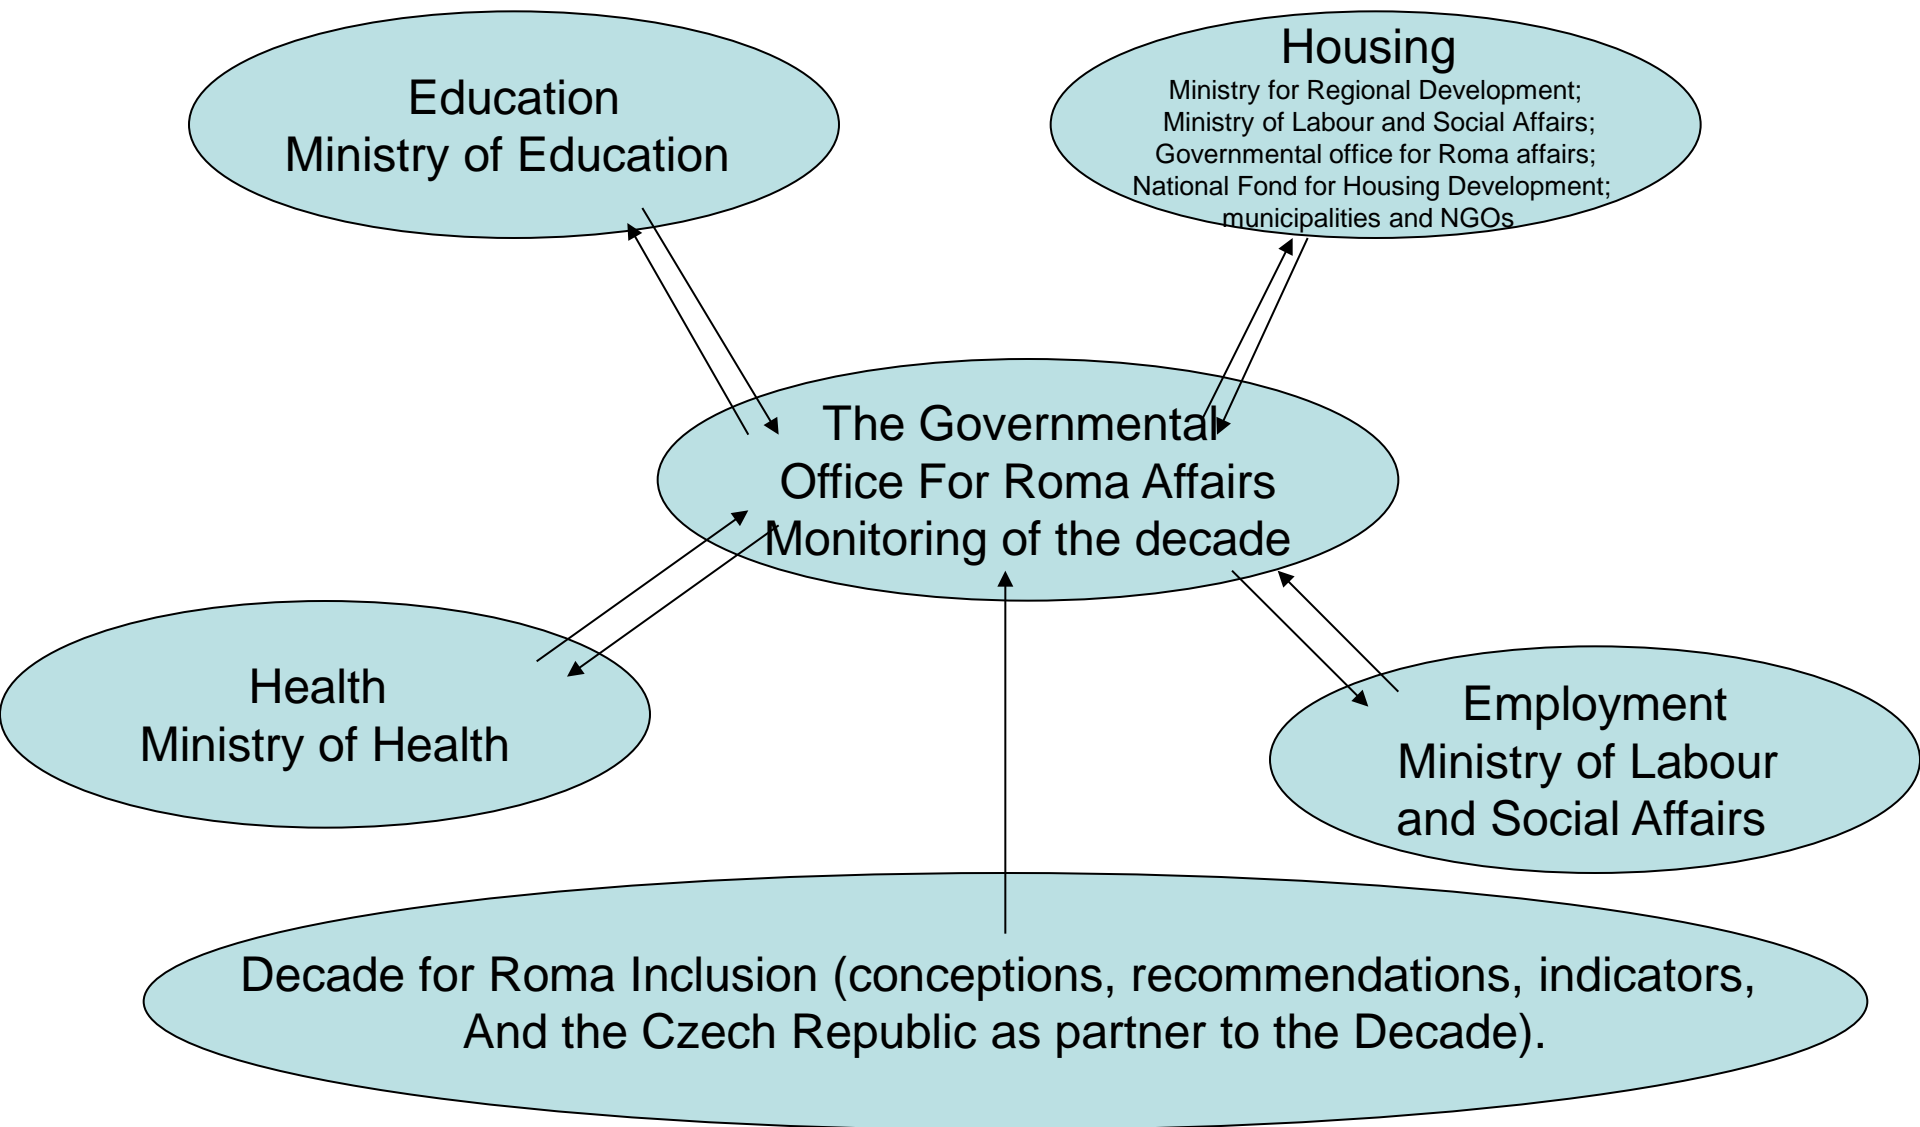 Education
Ministry of Education
Housing
Ministry for Regional Development;
Ministry of Labour and Social Affairs;
Governmental office for Roma affairs;
National Fond for Housing Development;
municipalities and NGOs
The Governmental
Office For Roma Affairs
Monitoring of the decade
Health
Ministry of Health
Employment
Ministry of Labour
and Social Affairs
Decade for Roma Inclusion (conceptions, recommendations, indicators,
And the Czech Republic as partner to the Decade).